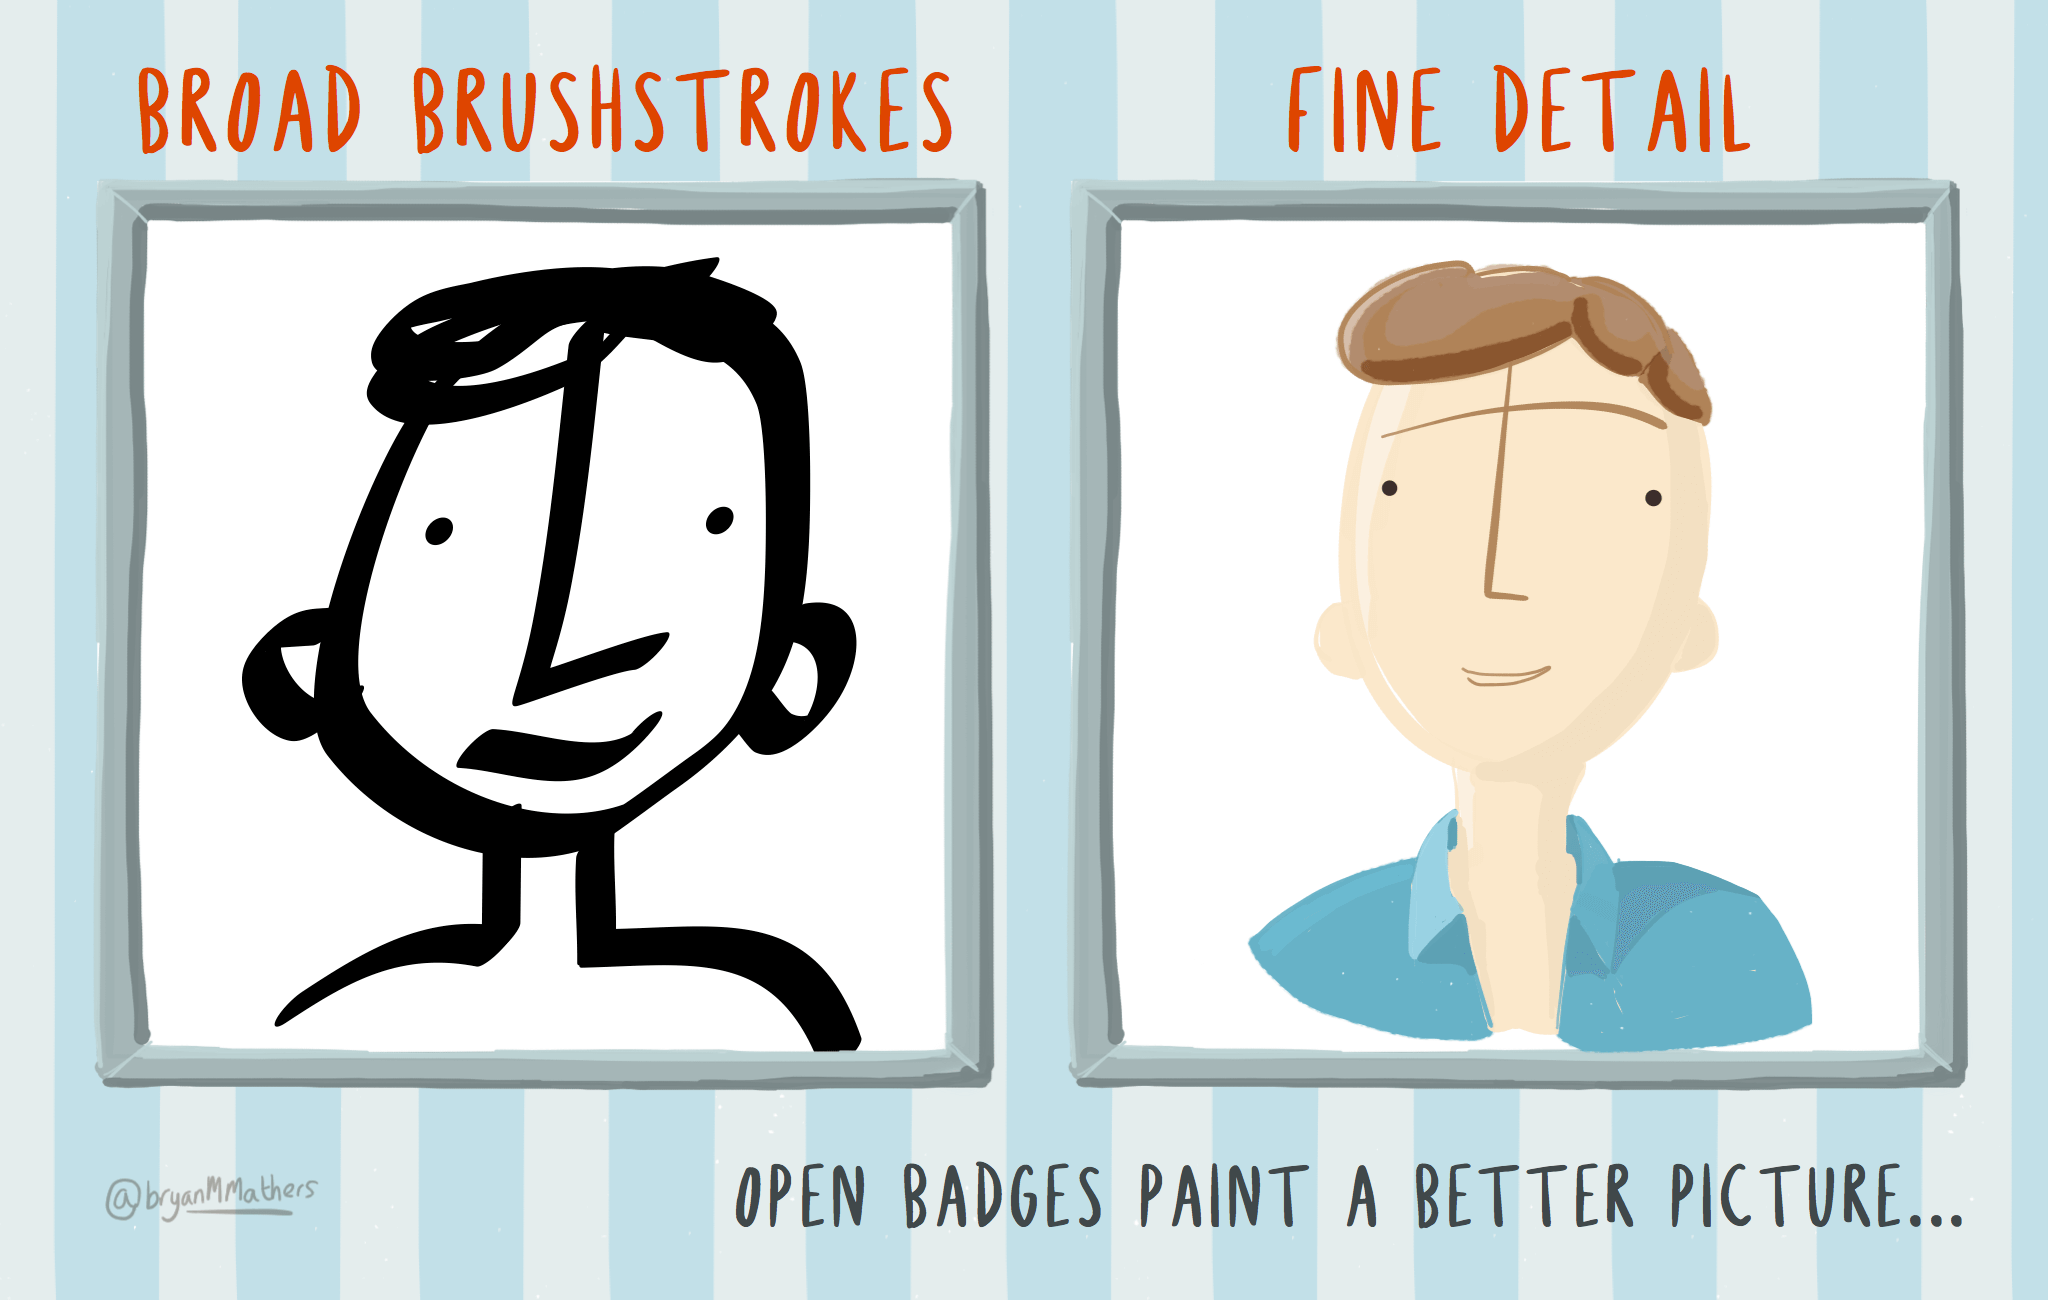 BROAD BRUSHSTROKES
FINE DETAIL
@bryanMMathers
OPEN BADGES PAINT A BETTER PICTURE...